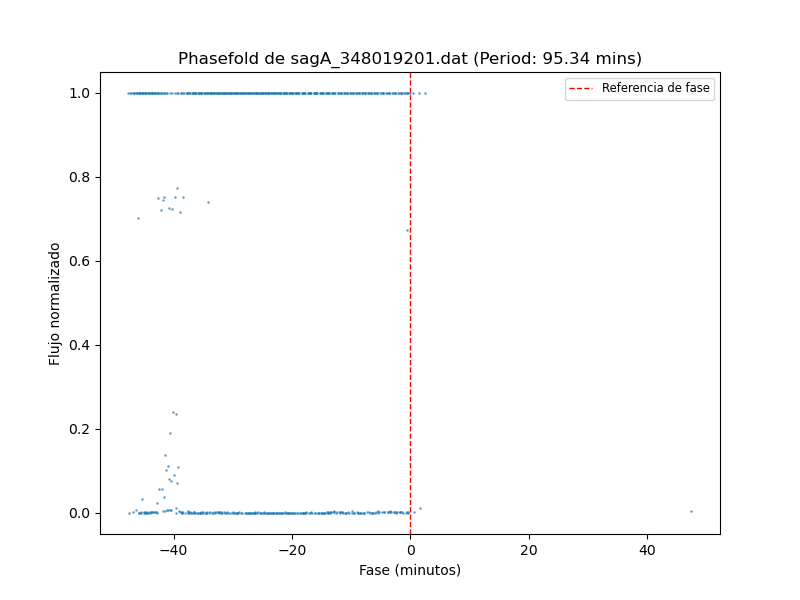 Phasefold de sagA_348019201.dat (Period: 95.34 mins)
Referencia de fase
Flujo normalizado
1.0
0.8
0.6
0.4
0.2
0.0
−40
−20
0
20
40
Fase (minutos)